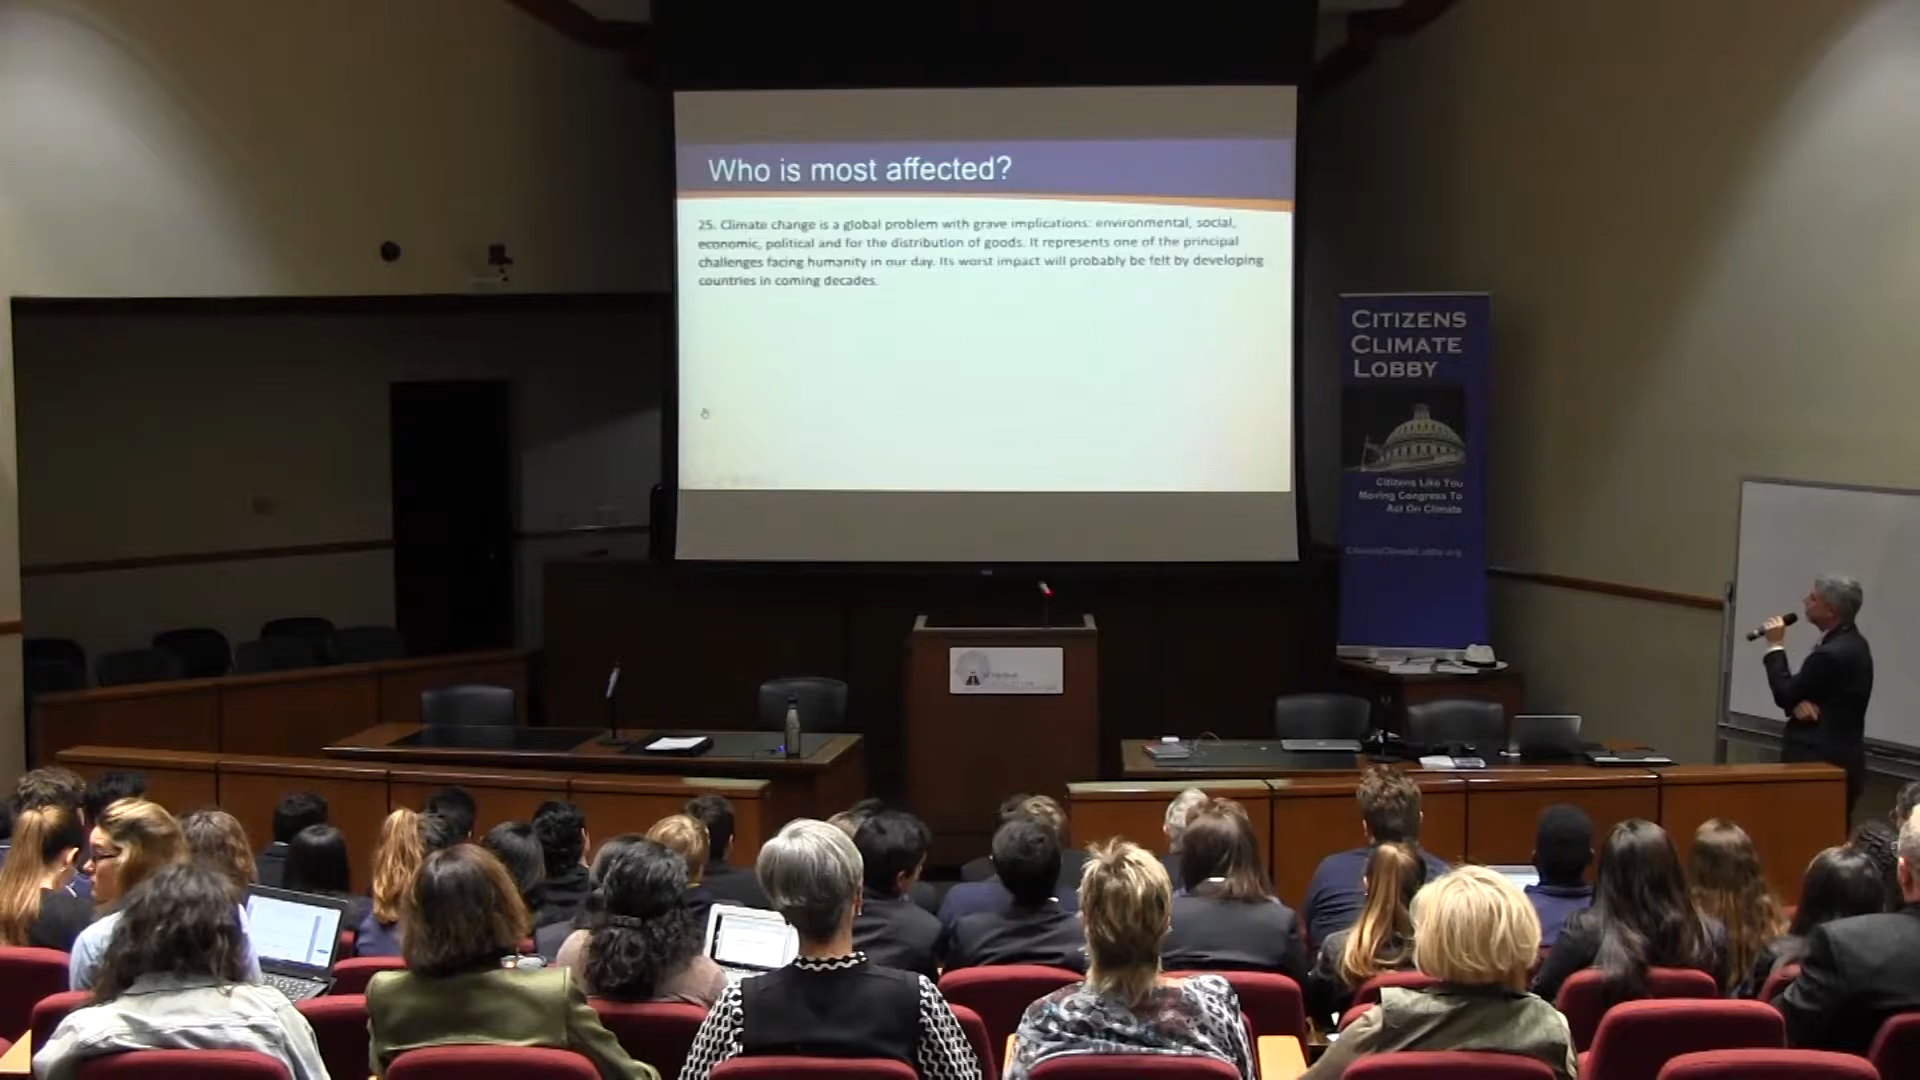 Who is most affected?
25. Climate change is a global problem with grave implications: environmental, social,
economic, political and for the distribution of goods. It represents one of the principal
challenges facing humanity in our day. Its worst impact will probably be felt by developing
countries in coming decades.
CITIZENS
CLIMATE
LOBBY
Citizens Like You
Moving Congress To
Act On Climate
CitizensClimateLobby.org